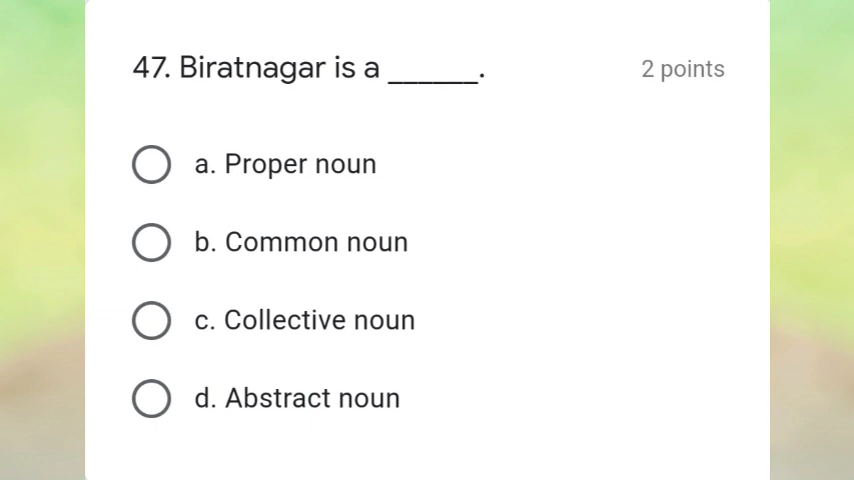 47. Biratnagar is a ______. 2 points
a. Proper noun
b. Common noun
c. Collective noun
d. Abstract noun